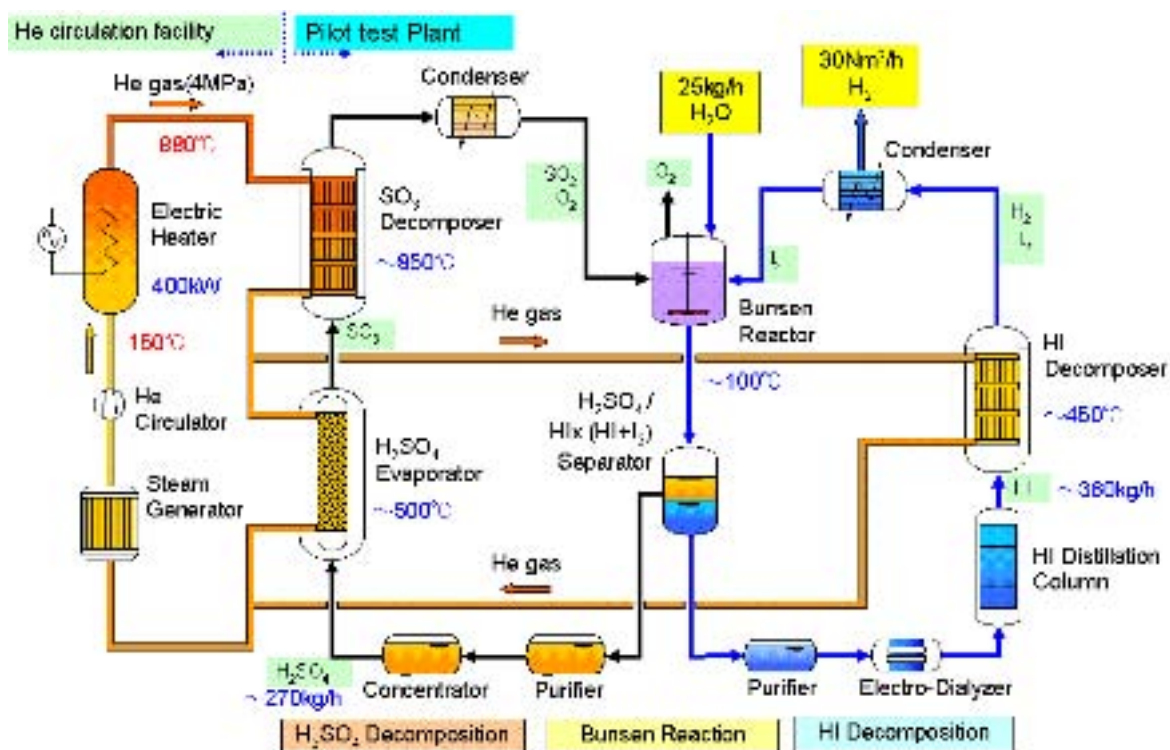 He circulation facility
Pilot test Plant
He gas(4MPa)
Condenser
25kg/h
H₂O
30Nm³/h
H₂
880℃
Condenser
SO₂
O₂
O₂
SO₃
Decomposer
Electric
Heater
H₂
I₂
~850℃
400kW
I₂
Bunsen
Reactor
He gas
SO₃
150℃
HI
Decomposer
~100℃
He
Circulator
H₂SO₄ /
HIx (HI+I₂)
Separator
~450℃
H₂SO₄
Evaporator
Steam
Generator
~500℃
HI
~ 360kg/h
He gas
HI Distillation
Column
H₂SO₄
~ 270kg/h
Concentrator
Purifier
Purifier
Electro-Dialyzer
H₂SO₄ Decomposition
Bunsen Reaction
HI Decomposition